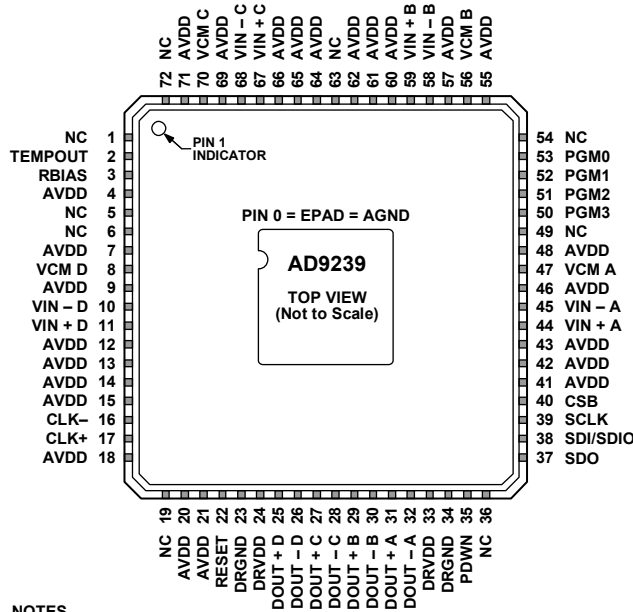 72 NC
71 AVDD
70 VCM C
69 AVDD
68 VIN – C
67 VIN + C
66 AVDD
65 AVDD
64 AVDD
63 NC
62 AVDD
61 AVDD
60 AVDD
59 VIN + B
58 VIN – B
57 AVDD
56 VCM B
55 AVDD
NC 1
TEMPOUT 2
RBIAS 3
AVDD 4
NC 5
NC 6
AVDD 7
VCM D 8
AVDD 9
VIN – D 10
VIN + D 11
AVDD 12
AVDD 13
AVDD 14
AVDD 15
CLK– 16
CLK+ 17
AVDD 18
PIN 1
INDICATOR
PIN 0 = EPAD = AGND
AD9239
TOP VIEW
(Not to Scale)
54 NC
53 PGM0
52 PGM1
51 PGM2
50 PGM3
49 NC
48 AVDD
47 VCM A
46 AVDD
45 VIN – A
44 VIN + A
43 AVDD
42 AVDD
41 AVDD
40 CSB
39 SCLK
38 SDI/SDIO
37 SDO
NC 19
AVDD 20
AVDD 21
RESET 22
DRGND 23
DRVDD 24
DOUT + D 25
DOUT – D 26
DOUT + C 27
DOUT – C 28
DOUT + B 29
DOUT – B 30
DOUT + A 31
DOUT – A 32
DRVDD 33
DRGND 34
PDWN 35
NC 36
NOTES